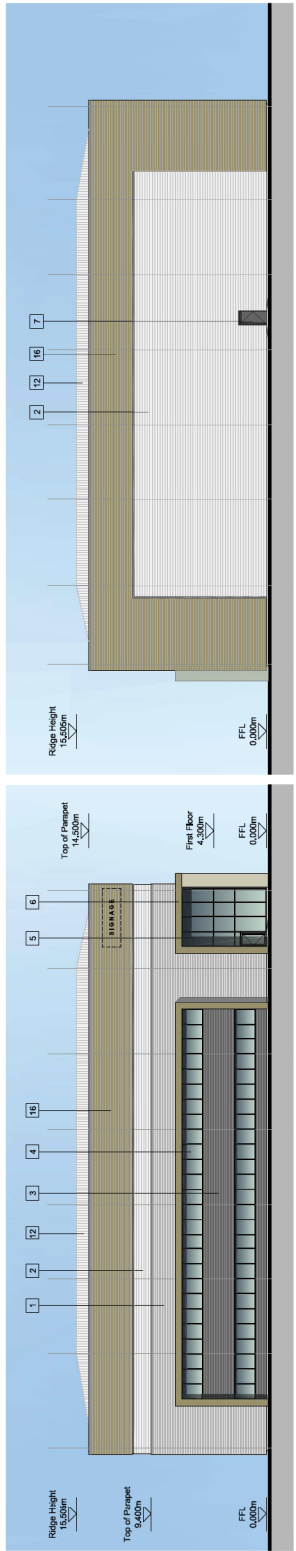 1
2
12
3
4
16
5
6
Ridge Height
15,505m
Top of Parapet
9,400m
FFL
0,000m
SIGNAGE
Top of Parapet
14,500m
First Floor
4,300m
FFL
0,000m
2
12
16
7
Ridge Height
15,505m
FFL
0,000m